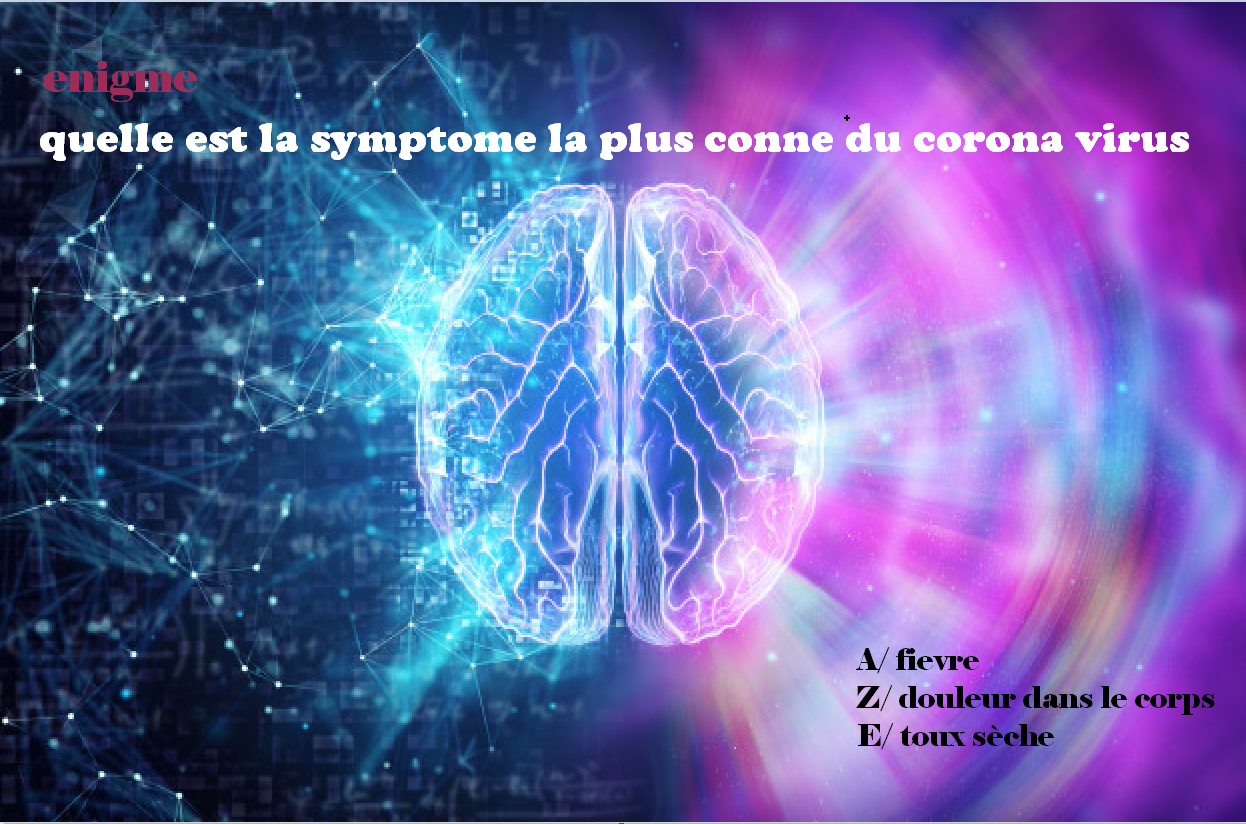 enigme
quelle est la symptome la plus conne du corona virus
A/ fievre
Z/ douleur dans le corps
E/ toux sèche